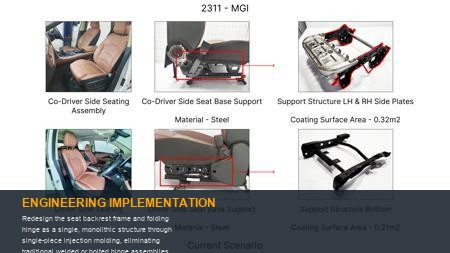 2311 - MGI
Co-Driver Side Seating
Assembly
Co-Driver Side Seat Base Support
Material - Steel
Support Structure LH & RH Side Plates
Coating Surface Area - 0.32m2
ENGINEERING IMPLEMENTATION
Side Seat Base Support
Support Structure Bottom
Redesign the seat backrest frame and folding
hinge as a single, monolithic structure through
single-piece injection molding, eliminating
traditional welded or bolted hinge assemblies
Material - Steel
Coating Surface Area - 0.21m2
Current Scenario